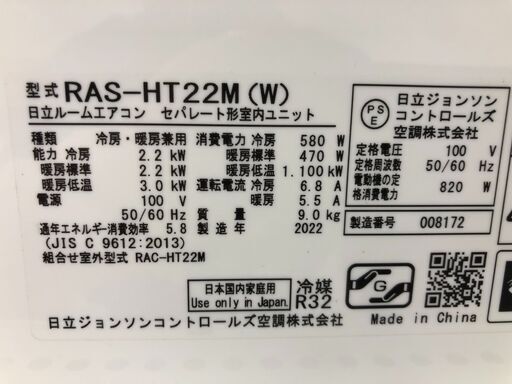 型式 RAS-HT22M(W)
日立ルームエアコン セパレート形室内ユニット
種類 冷房・暖房兼用
能力 冷房 2.2 kW
暖房標準 2.2 kW
暖房低温 3.0 kW
電源 100 V
50/60 Hz
通年エネルギー消費効率 5.8
(JIS C 9612:2013)
組合せ室外型式 RAC-HT22M
消費電力 冷房 580 W
暖房標準 470 W
暖房低温 1.100 kW
運転電流 冷房 6.8 A
暖房 5.5 A
質量 9.0 kg
製造年 2022
PS
E
日立ジョンソン
コントロールズ
空調株式会社
定格電圧 100 V
定格周波数 50/60 Hz
電動機の定
格消費電力 820 W
製造番号 008172
日本国内家庭用
Use only in Japan.
冷媒
R32
G
日立ジョンソンコントロールズ空調株式会社
Made in China